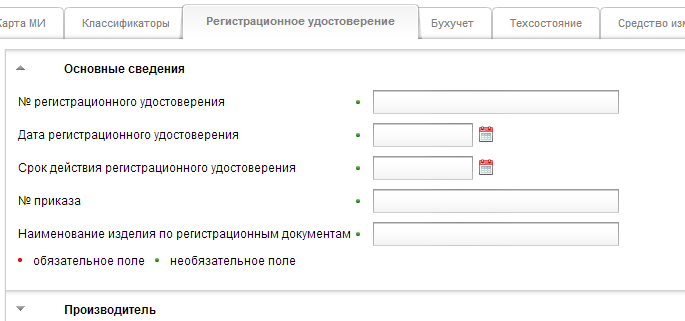 Карта МИ Классификаторы Регистрационное удостоверение Бухучет Техсостояние Средство изм
Основные сведения
№ регистрационного удостоверения
Дата регистрационного удостоверения
Срок действия регистрационного удостоверения
№ приказа
Наименование изделия по регистрационным документам
обязательное поле необязательное поле
Производитель